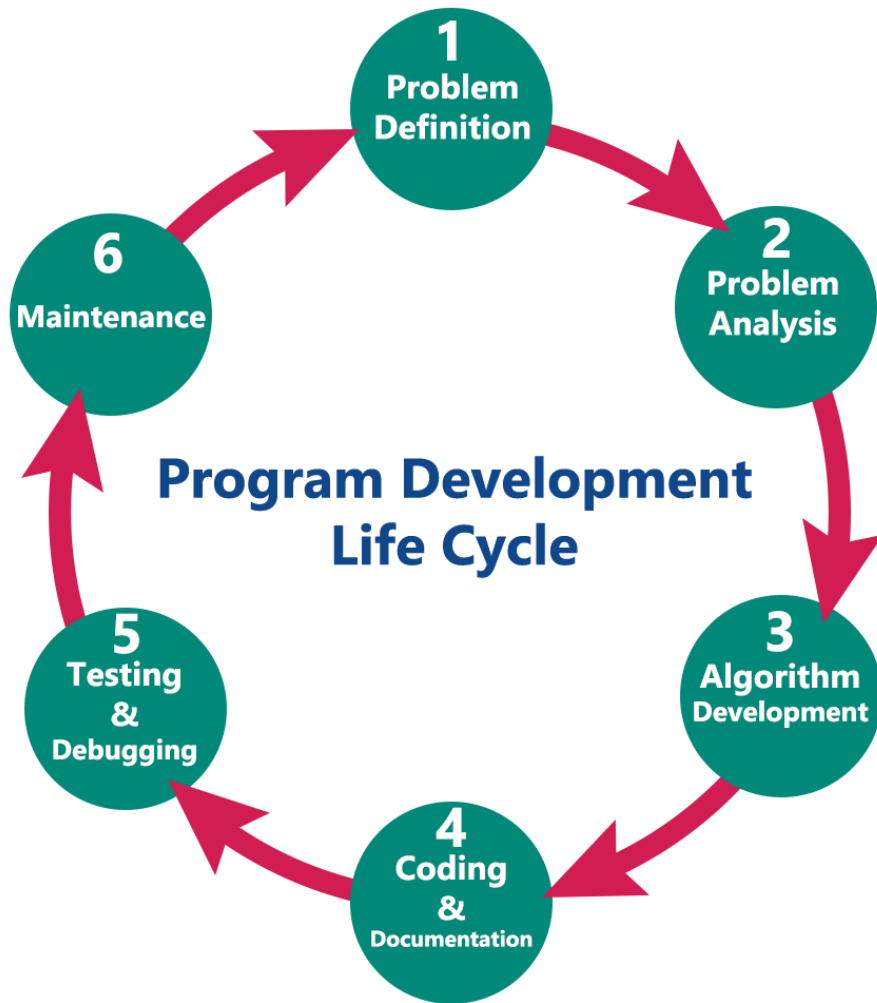 1
Problem
Definition
2
Problem
Analysis
3
Algorithm
Development
4
Coding
&
Documentation
5
Testing
&
Debugging
6
Maintenance
Program Development
Life Cycle